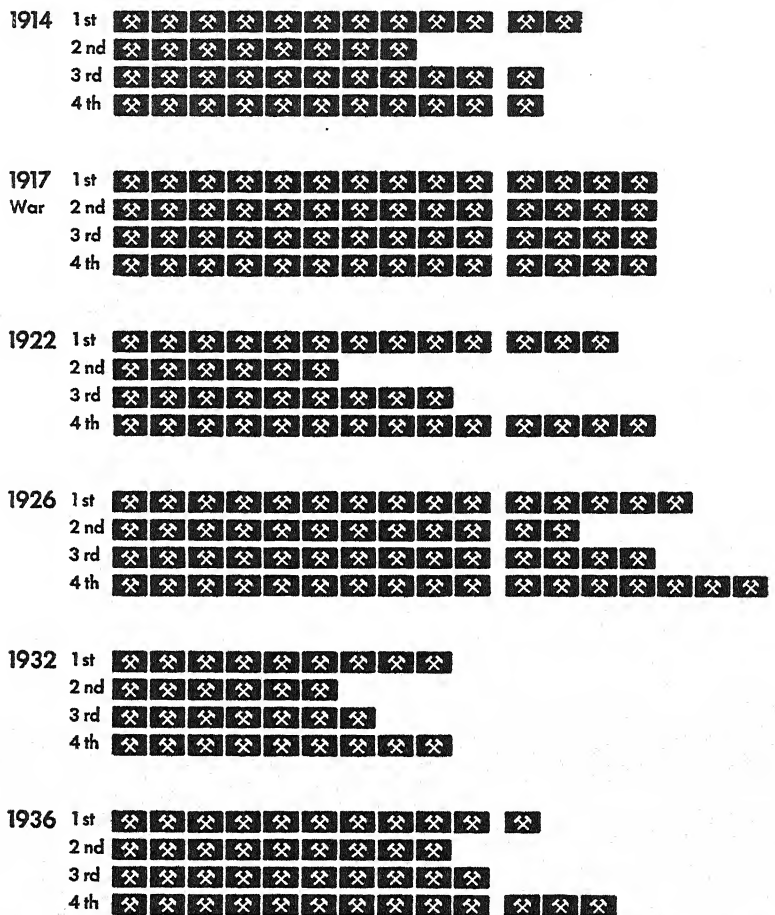 1914 1st
2nd
3rd
4th
1917 1st
War 2nd
3rd
4th
1922 1st
2nd
3rd
4th
1926 1st
2nd
3rd
4th
1932 1st
2nd
3rd
4th
1936 1st
2nd
3rd
4th